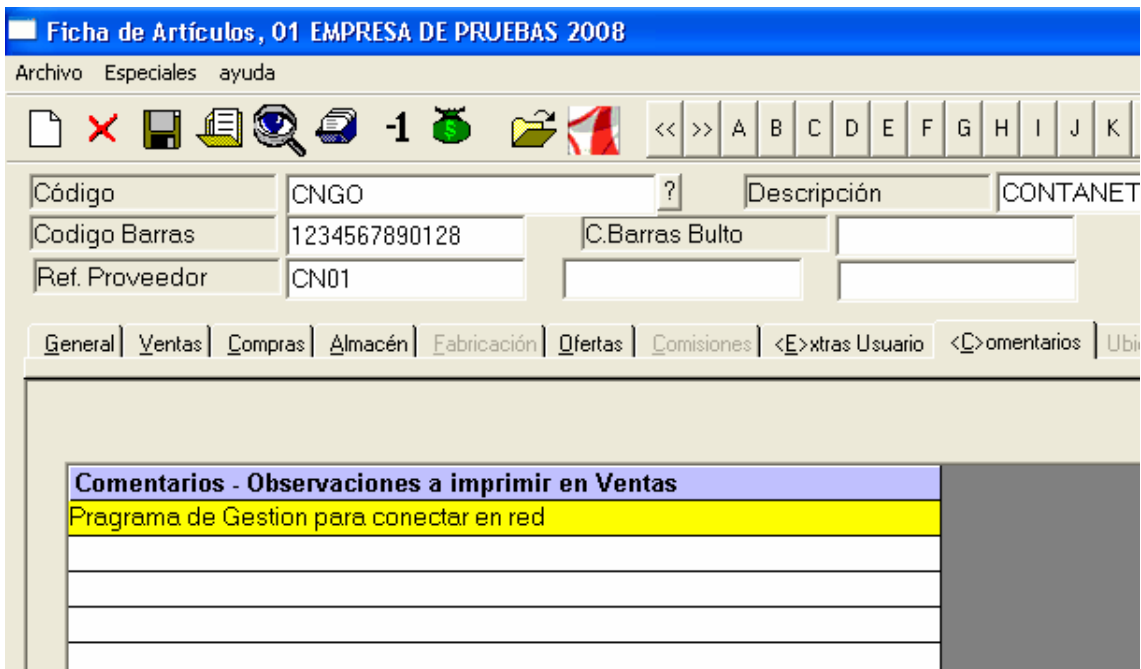 Ficha de Artículos, 01 EMPRESA DE PRUEBAS 2008
Archivo Especiales ayuda
-1 $ << >> A B C D E F G H I J K
Código CNGO ? Descripción CONTANET
Codigo Barras 1234567890128 C.Barras Bulto
Ref. Proveedor CN01
General Ventas Compras Almacén Fabricación Ofertas Comisiones <E>xtras Usuario <C>omentarios Ubi
Comentarios - Observaciones a imprimir en Ventas
Pragrama de Gestion para conectar en red